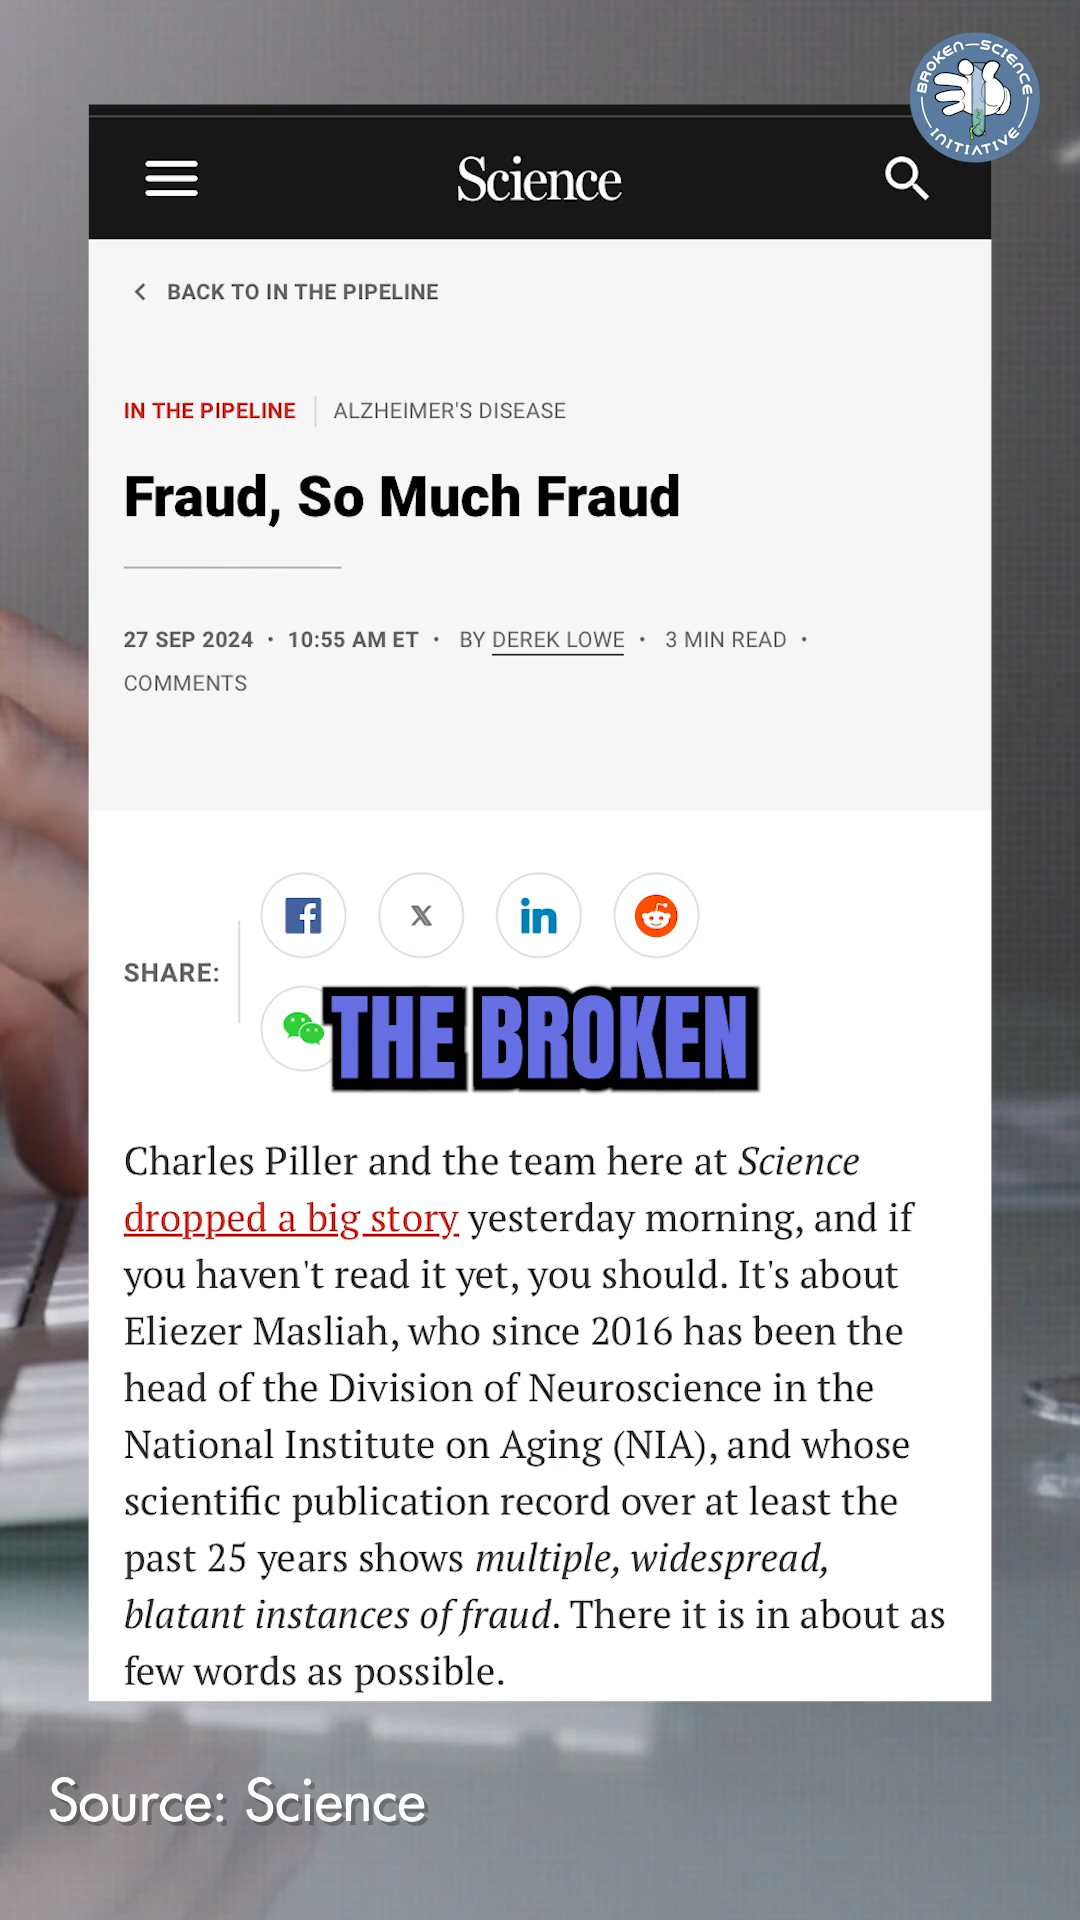 BROKEN—SCIENCE
INITIATIVE
Science
BACK TO IN THE PIPELINE
IN THE PIPELINE | ALZHEIMER'S DISEASE
Fraud, So Much Fraud
27 SEP 2024 · 10:55 AM ET · BY DEREK LOWE · 3 MIN READ ·
COMMENTS
SHARE:
THE BROKEN
Charles Piller and the team here at Science
dropped a big story yesterday morning, and if
you haven't read it yet, you should. It's about
Eliezer Masliah, who since 2016 has been the
head of the Division of Neuroscience in the
National Institute on Aging (NIA), and whose
scientific publication record over at least the
past 25 years shows multiple, widespread,
blatant instances of fraud. There it is in about as
few words as possible.
Source: Science